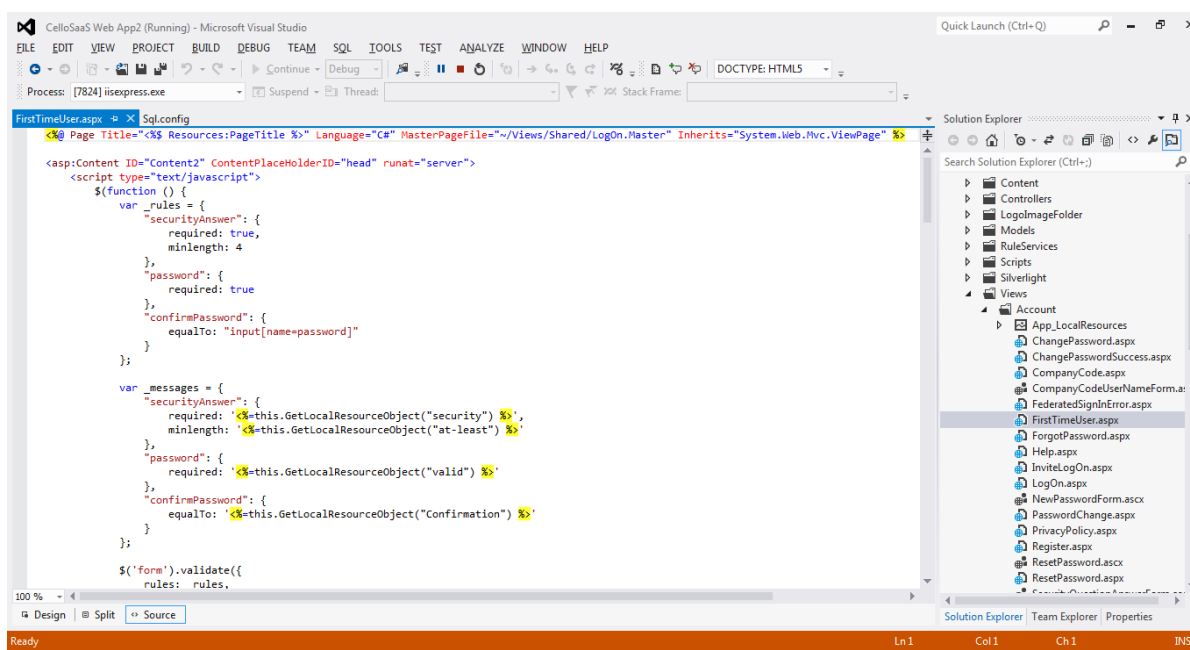 CelloSaaS Web App2 (Running) - Microsoft Visual Studio
Quick Launch (Ctrl+Q)
FILE EDIT VIEW PROJECT BUILD DEBUG TEAM SQL TOOLS TEST ANALYZE WINDOW HELP
Continue Debug DOCTYPE: HTML5
Process: [7824] iisexpress.exe Suspend Thread: Stack Frame:
FirstTimeUser.aspx Sql.config
<%@ Page Title="<%$ Resources:PageTitle %>" Language="C#" MasterPageFile="~/Views/Shared/LogOn.Master" Inherits="System.Web.Mvc.ViewPage" %>
<asp:Content ID="Content2" ContentPlaceHolderID="head" runat="server">
<script type="text/javascript">
$(function () {
var _rules = {
"securityAnswer": {
required: true,
minlength: 4
},
"password": {
required: true
},
"confirmPassword": {
equalTo: "input[name=password]"
}
};
var _messages = {
"securityAnswer": {
required: '<%=this.GetLocalResourceObject("security") %>',
minlength: '<%=this.GetLocalResourceObject("at-least") %>'
},
"password": {
required: '<%=this.GetLocalResourceObject("valid") %>'
},
"confirmPassword": {
equalTo: '<%=this.GetLocalResourceObject("Confirmation") %>'
}
};
$('form').validate({
rules: _rules,
100 %
Design Split Source
Solution Explorer
Search Solution Explorer (Ctrl+;)
Content
Controllers
LogoImageFolder
Models
RuleServices
Scripts
Silverlight
Views
Account
App_LocalResources
ChangePassword.aspx
ChangePasswordSuccess.aspx
CompanyCode.aspx
CompanyCodeUserNameForm.as
FederatedSignInError.aspx
FirstTimeUser.aspx
ForgotPassword.aspx
Help.aspx
InviteLogOn.aspx
LogOn.aspx
NewPasswordForm.ascx
PasswordChange.aspx
PrivacyPolicy.aspx
Register.aspx
ResetPassword.ascx
ResetPassword.aspx
Solution Explorer Team Explorer Properties
Ready Ln 1 Col 1 Ch 1 INS